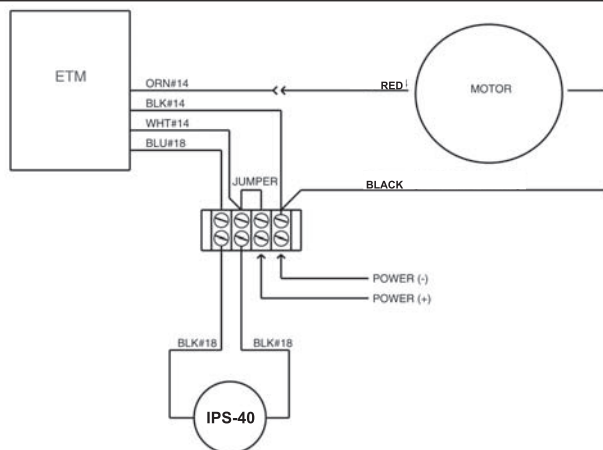 ETM
ORN#14
RED
MOTOR
BLK#14
WHT#14
BLU#18
JUMPER
BLACK
POWER (-)
POWER (+)
BLK#18
BLK#18
IPS-40